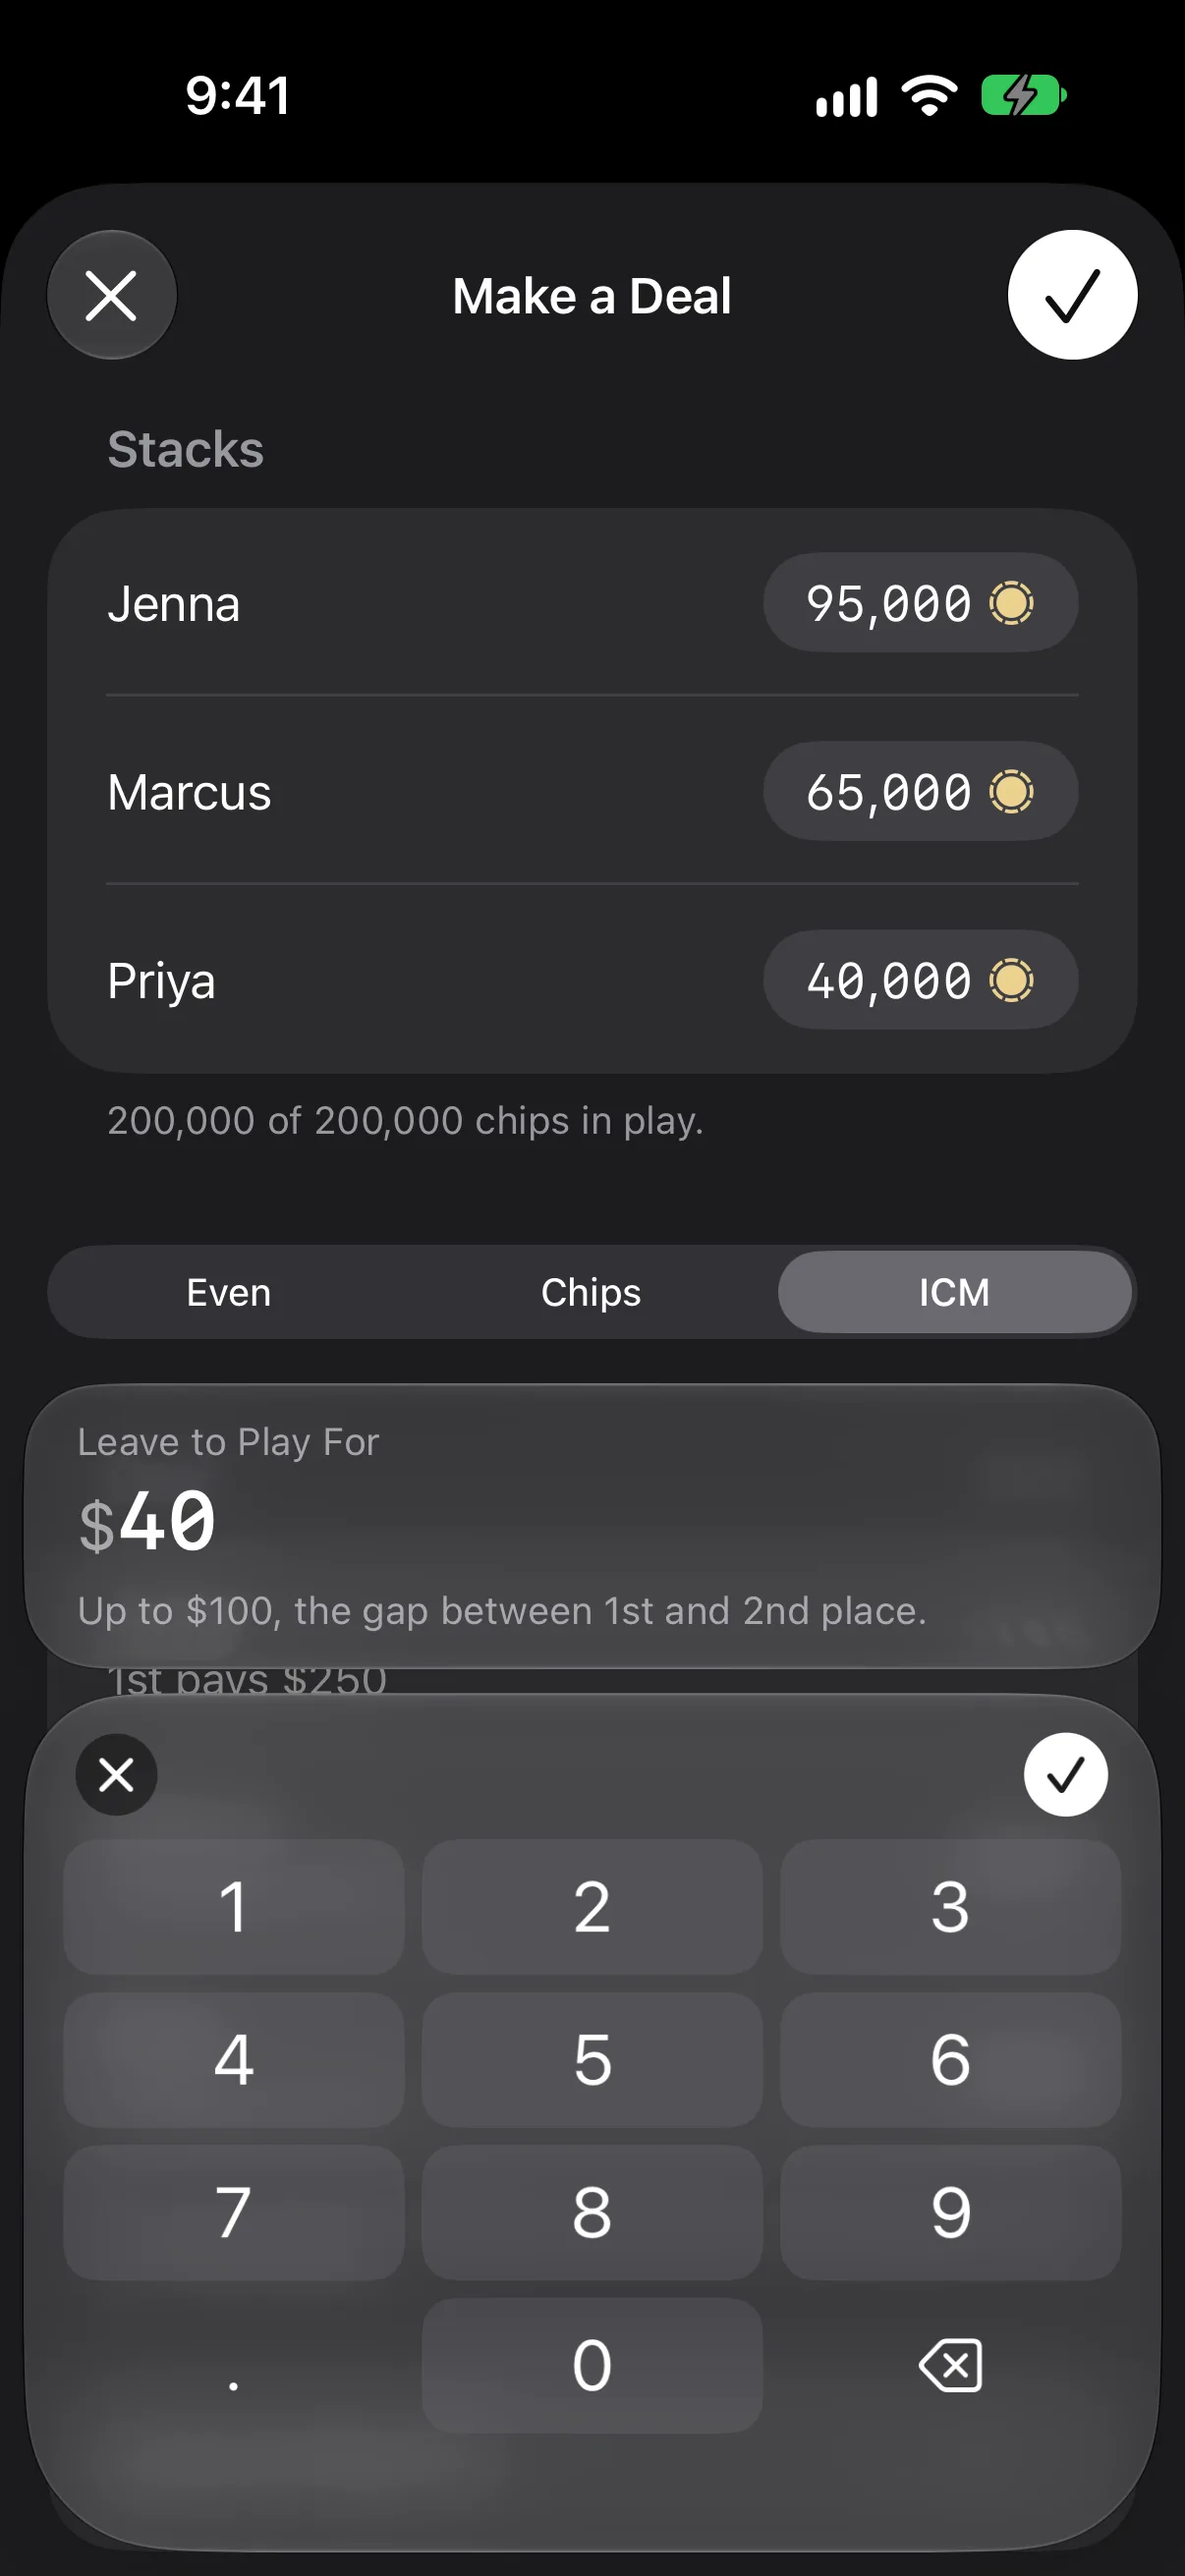 9:41
Make a Deal
Stacks
Jenna 95,000
Marcus 65,000
Priya 40,000
200,000 of 200,000 chips in play.
Even Chips ICM
Leave to Play For
$40
Up to $100, the gap between 1st and 2nd place.
1st pays $250
1 2 3
4 5 6
7 8 9
. 0